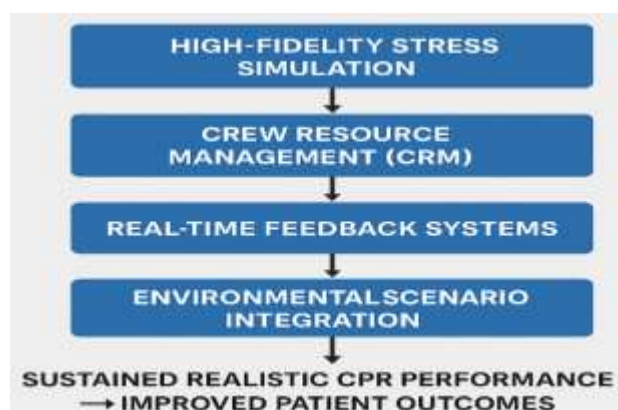 HIGH-FIDELITY STRESS
SIMULATION
CREW RESOURCE
MANAGEMENT (CRM)
REAL-TIME FEEDBACK SYSTEMS
ENVIRONMENTALSCENARIO
INTEGRATION
SUSTAINED REALISTIC CPR PERFORMANCE
→ IMPROVED PATIENT OUTCOMES